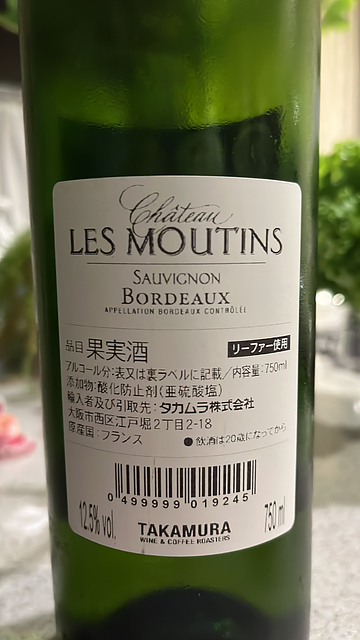 Château
LES MOUTINS
SAUVIGNON
BORDEAUX
APPELLATION BORDEAUX CONTRÔLÉE
品目 果実酒 リーファー使用
アルコール分:表又は裏ラベルに記載/内容量:750ml
添加物:酸化防止剤(亜硫酸塩)
輸入者及び引取先:タカムラ株式会社
大阪市西区江戸堀2丁目2-18
原産国:フランス ●飲酒は20歳になってから
0 499999 019245
12.5% vol. 750 ml
TAKAMURA
WINE & COFFEE ROASTERS